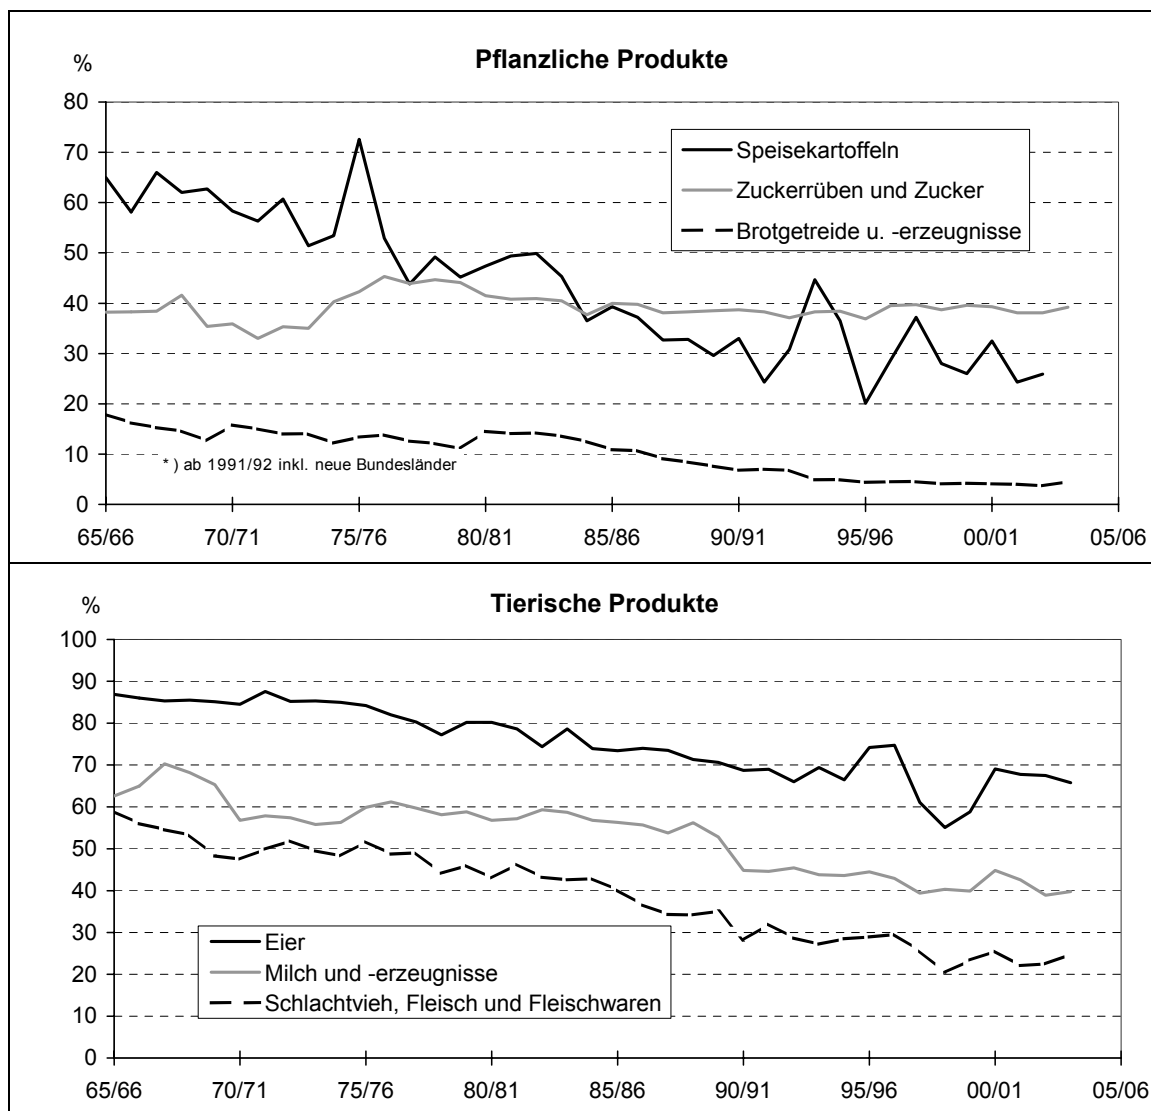 Pflanzliche Produkte
%
80
70
60
50
40
30
20
10
0
Speisekartoffeln
Zuckerrüben und Zucker
Brotgetreide u. -erzeugnisse
* ) ab 1991/92 inkl. neue Bundesländer
65/66 70/71 75/76 80/81 85/86 90/91 95/96 00/01 05/06
Tierische Produkte
%
100
90
80
70
60
50
40
30
20
10
0
Eier
Milch und -erzeugnisse
Schlachtvieh, Fleisch und Fleischwaren
65/66 70/71 75/76 80/81 85/86 90/91 95/96 00/01 05/06